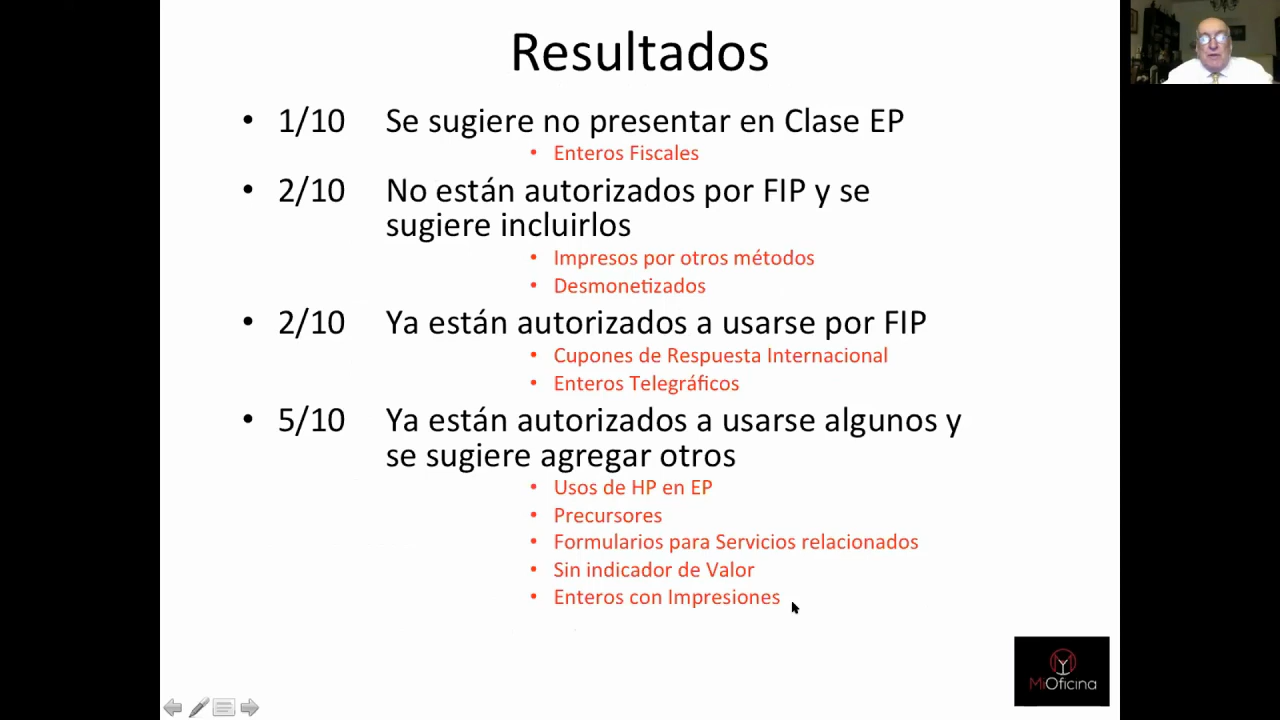 Resultados
• 1/10 Se sugiere no presentar en Clase EP
• Enteros Fiscales
• 2/10 No están autorizados por FIP y se
sugiere incluirlos
• Impresos por otros métodos
• Desmonetizados
• 2/10 Ya están autorizados a usarse por FIP
• Cupones de Respuesta Internacional
• Enteros Telegráficos
• 5/10 Ya están autorizados a usarse algunos y
se sugiere agregar otros
• Usos de HP en EP
• Precursores
• Formularios para Servicios relacionados
• Sin indicador de Valor
• Enteros con Impresiones
MiOficina